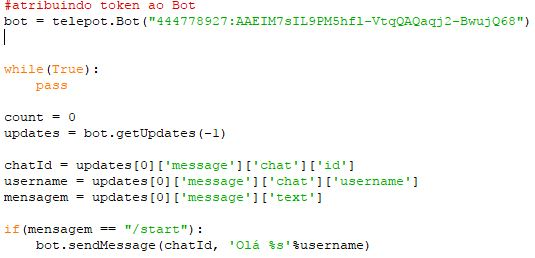 #atribuindo token ao Bot
bot = telepot.Bot("444778927:AAEIM7sIL9PM5hfl-VtqQAQaqj2-BwujQ68")
while(True):
    pass
count = 0
updates = bot.getUpdates(-1)
chatId = updates[0]['message']['chat']['id']
username = updates[0]['message']['chat']['username']
mensagem = updates[0]['message']['text']
if(mensagem == "/start"):
    bot.sendMessage(chatId, 'Olá %s'%username)